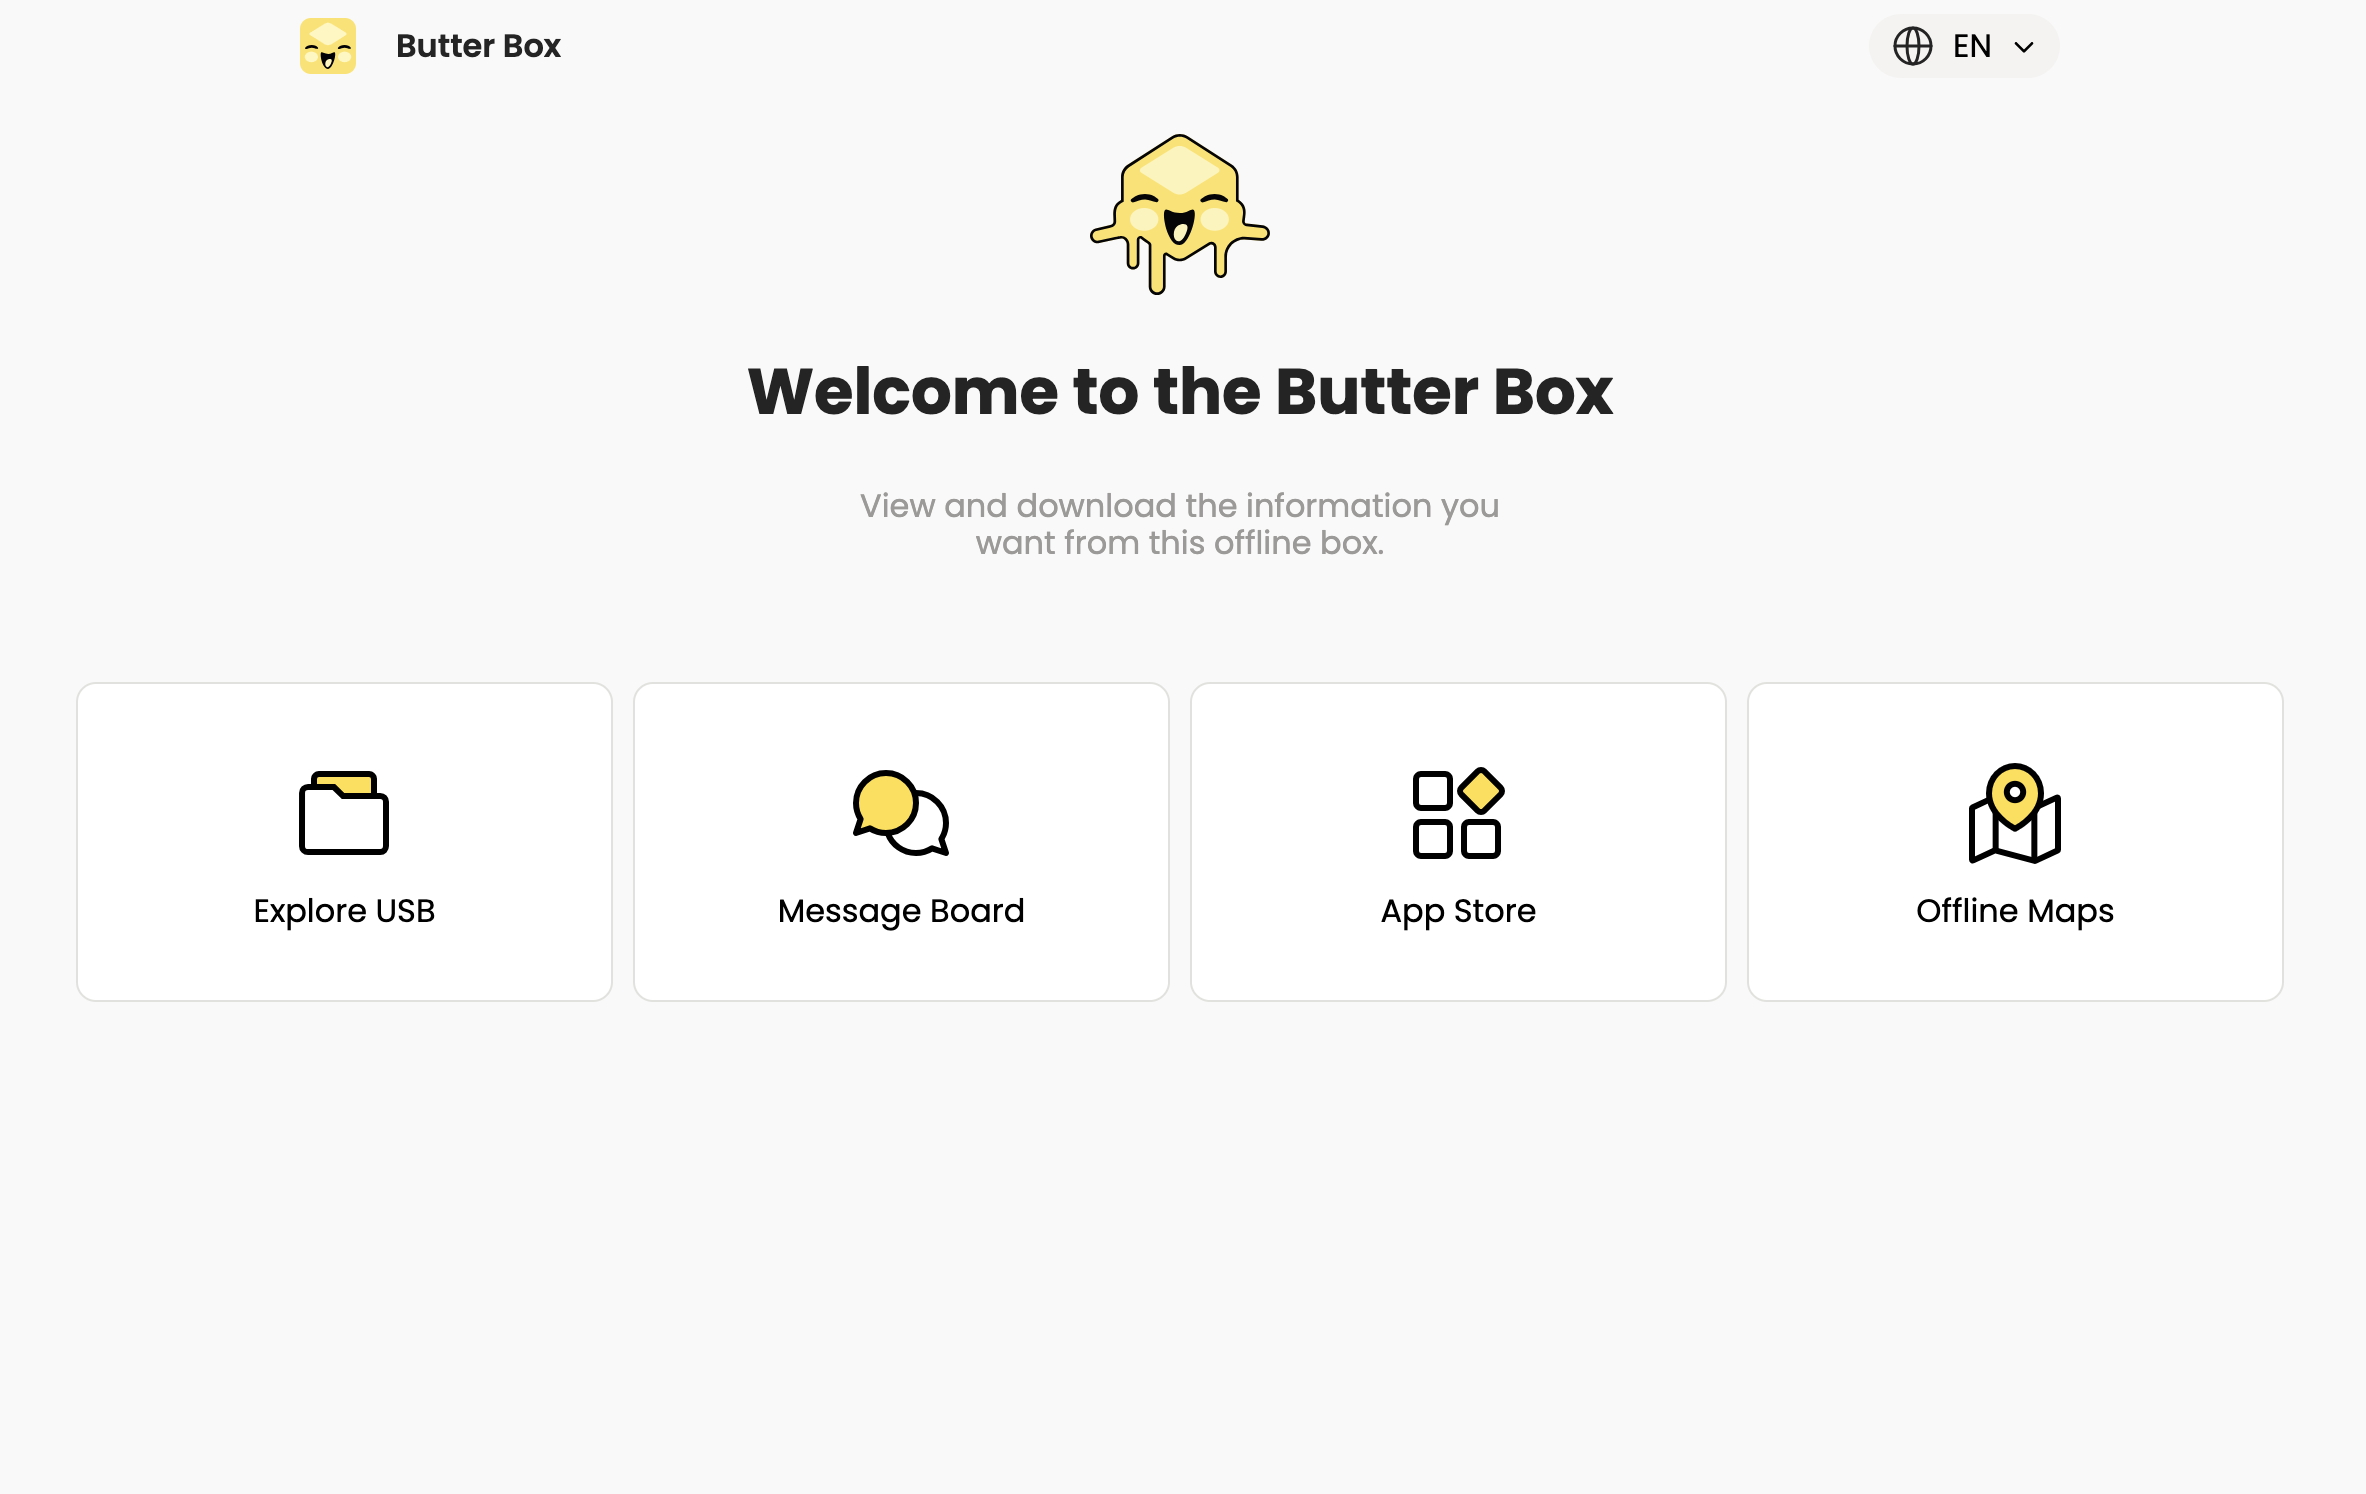 Butter Box
EN
Welcome to the Butter Box
View and download the information you
want from this offline box.
Explore USB
Message Board
App Store
Offline Maps